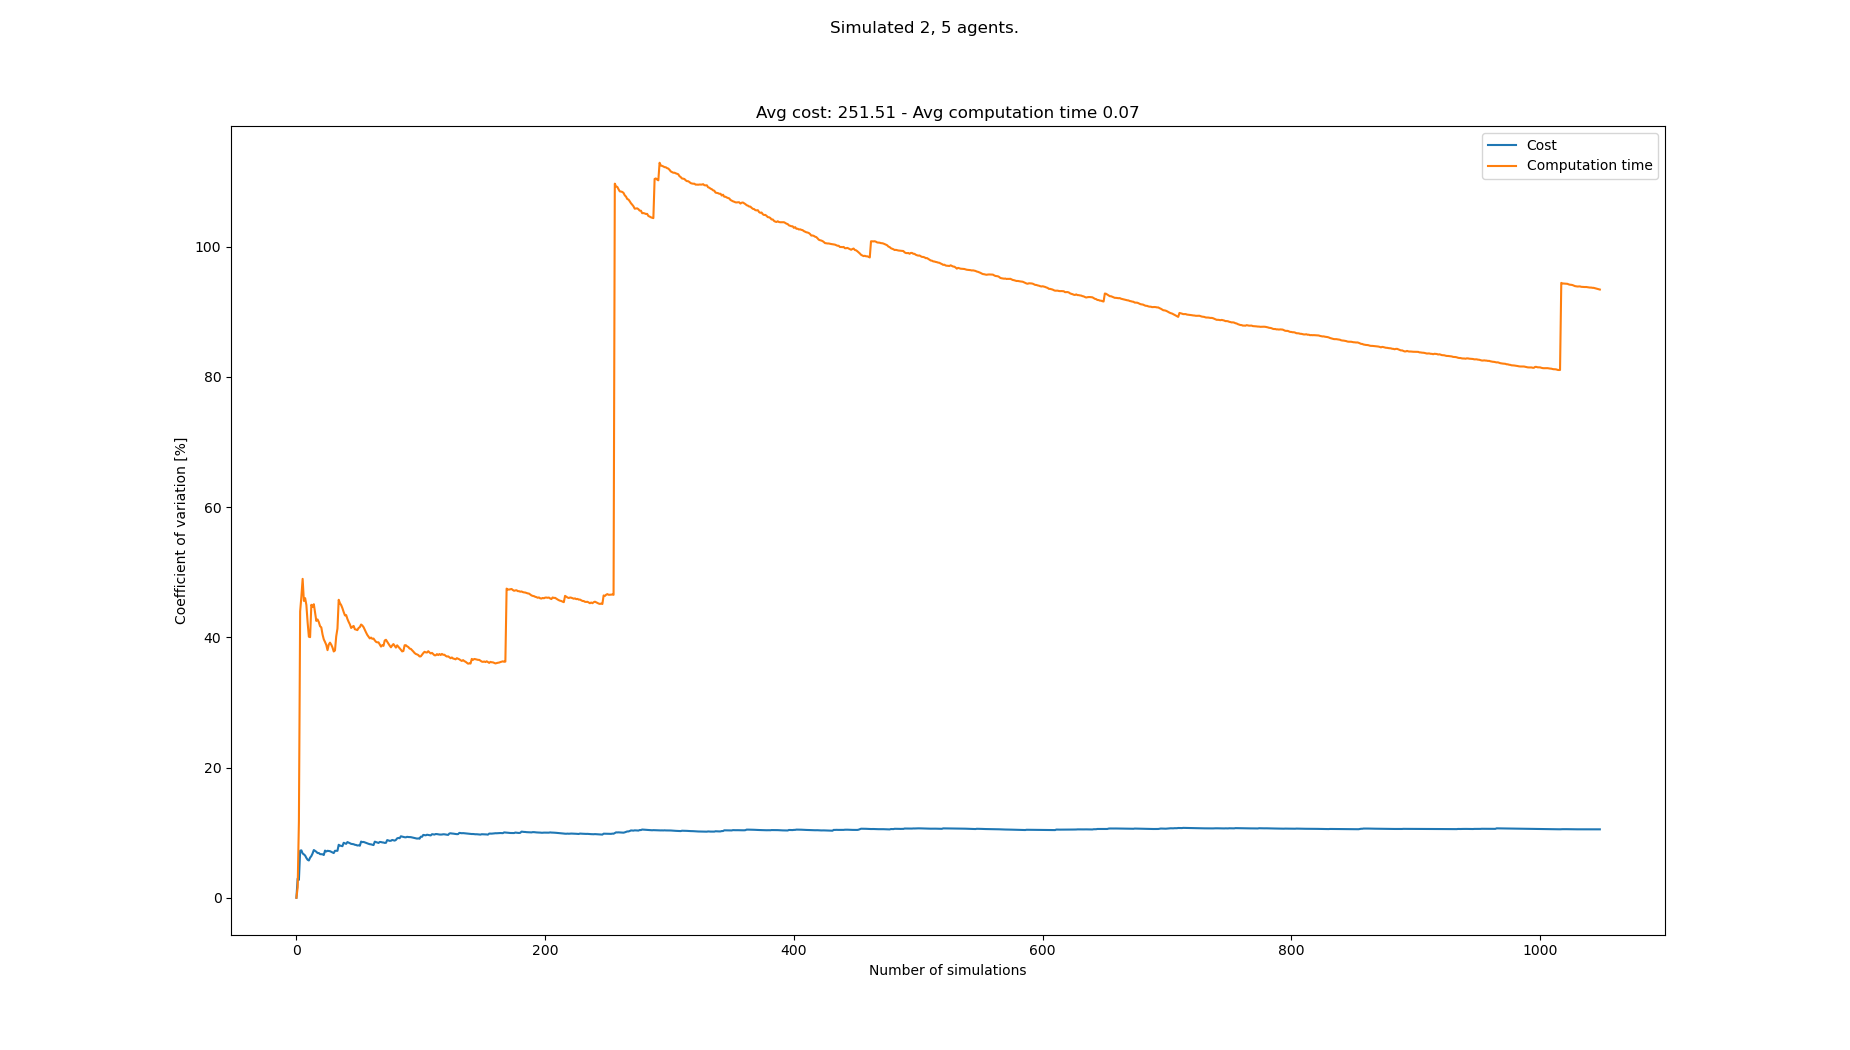 Simulated 2, 5 agents.
Avg cost: 251.51 - Avg computation time 0.07
Cost
Computation time
Coefficient of variation [%]
100
80
60
40
20
0
0 200 400 600 800 1000
Number of simulations